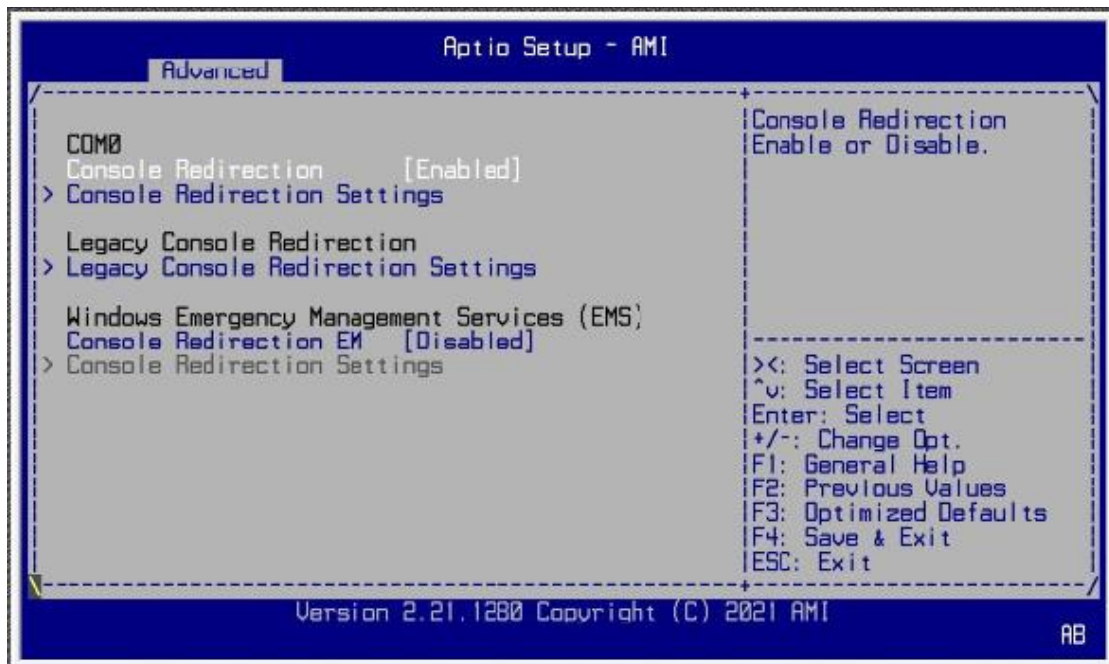 Aptio Setup - AMI
Advanced
COM0
Console Redirection [Enabled]
> Console Redirection Settings
Legacy Console Redirection
> Legacy Console Redirection Settings
Windows Emergency Management Services (EMS)
Console Redirection EM [Disabled]
> Console Redirection Settings
Console Redirection
Enable or Disable.
><: Select Screen
^v: Select Item
Enter: Select
+/-: Change Opt.
F1: General Help
F2: Previous Values
F3: Optimized Defaults
F4: Save & Exit
ESC: Exit
Version 2.21.1280 Copyright (C) 2021 AMI
AB